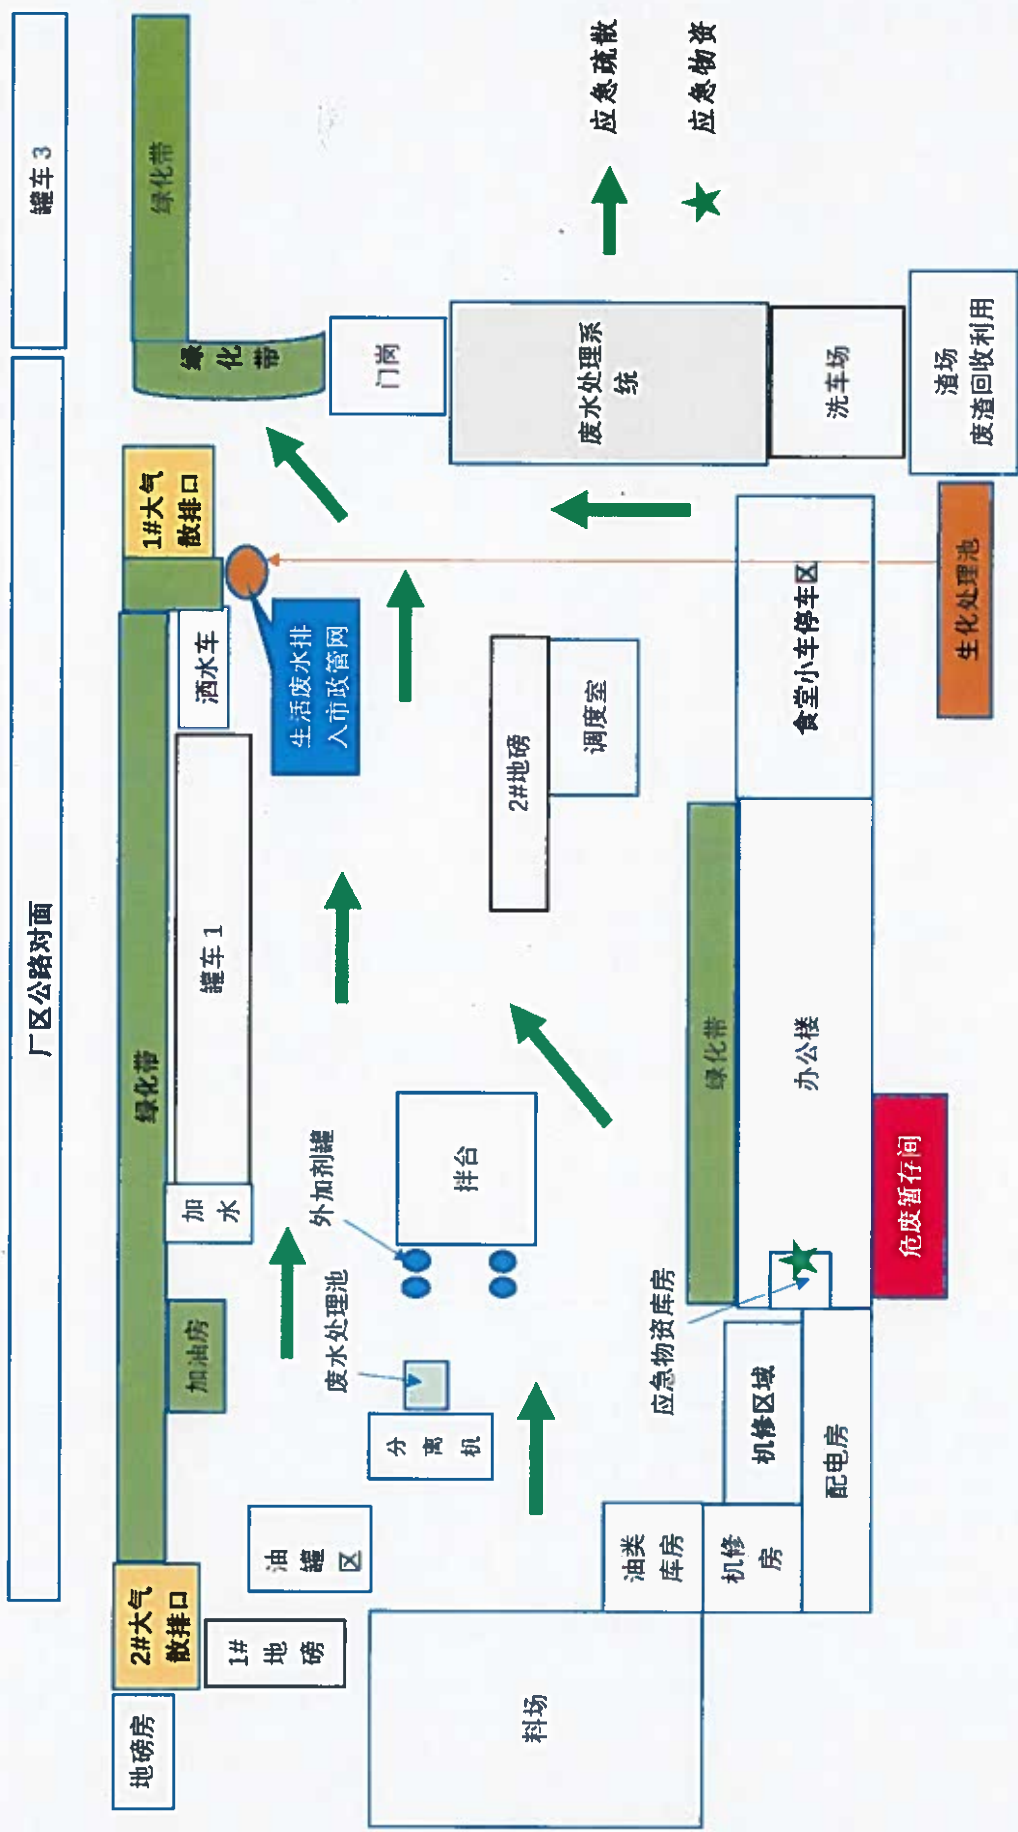 厂区公路对面
罐车 3
地磅房
2#大气
散排口
绿化带
1#大气
散排口
绿化带
绿
化
带
1#
地
磅
油
罐
区
加油房
加
水
罐车 1
洒水车
生活废水排
入市政管网
门岗
分
离
机
废水处理池
外加剂罐
拌台
2#地磅
调度室
废水处理系
统
应急疏散
应急物资
料场
油类
库房
机修
房
机修区域
配电房
应急物资库房
绿化带
办公楼
食堂小车停车区
洗车场
危废暂存间
生化处理池
渣场
废渣回收利用